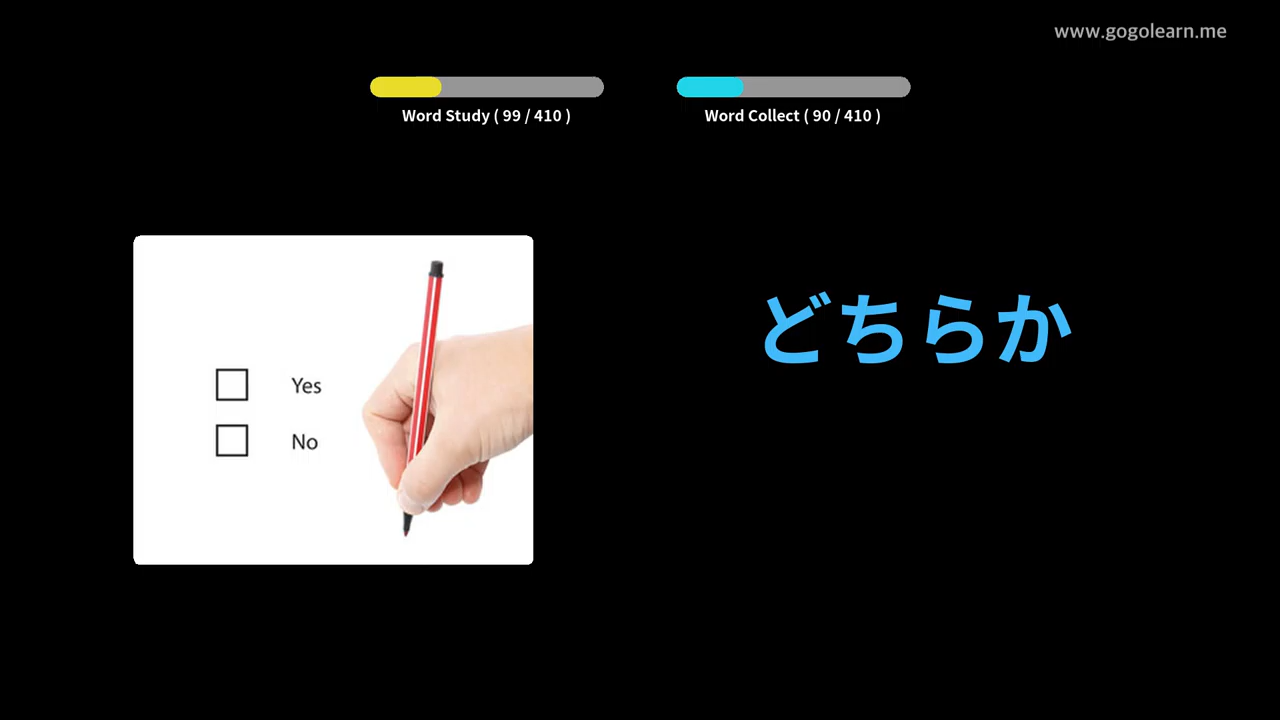 www.gogolearn.me
Word Study ( 99 / 410 )
Word Collect ( 90 / 410 )
Yes
No
どちらか